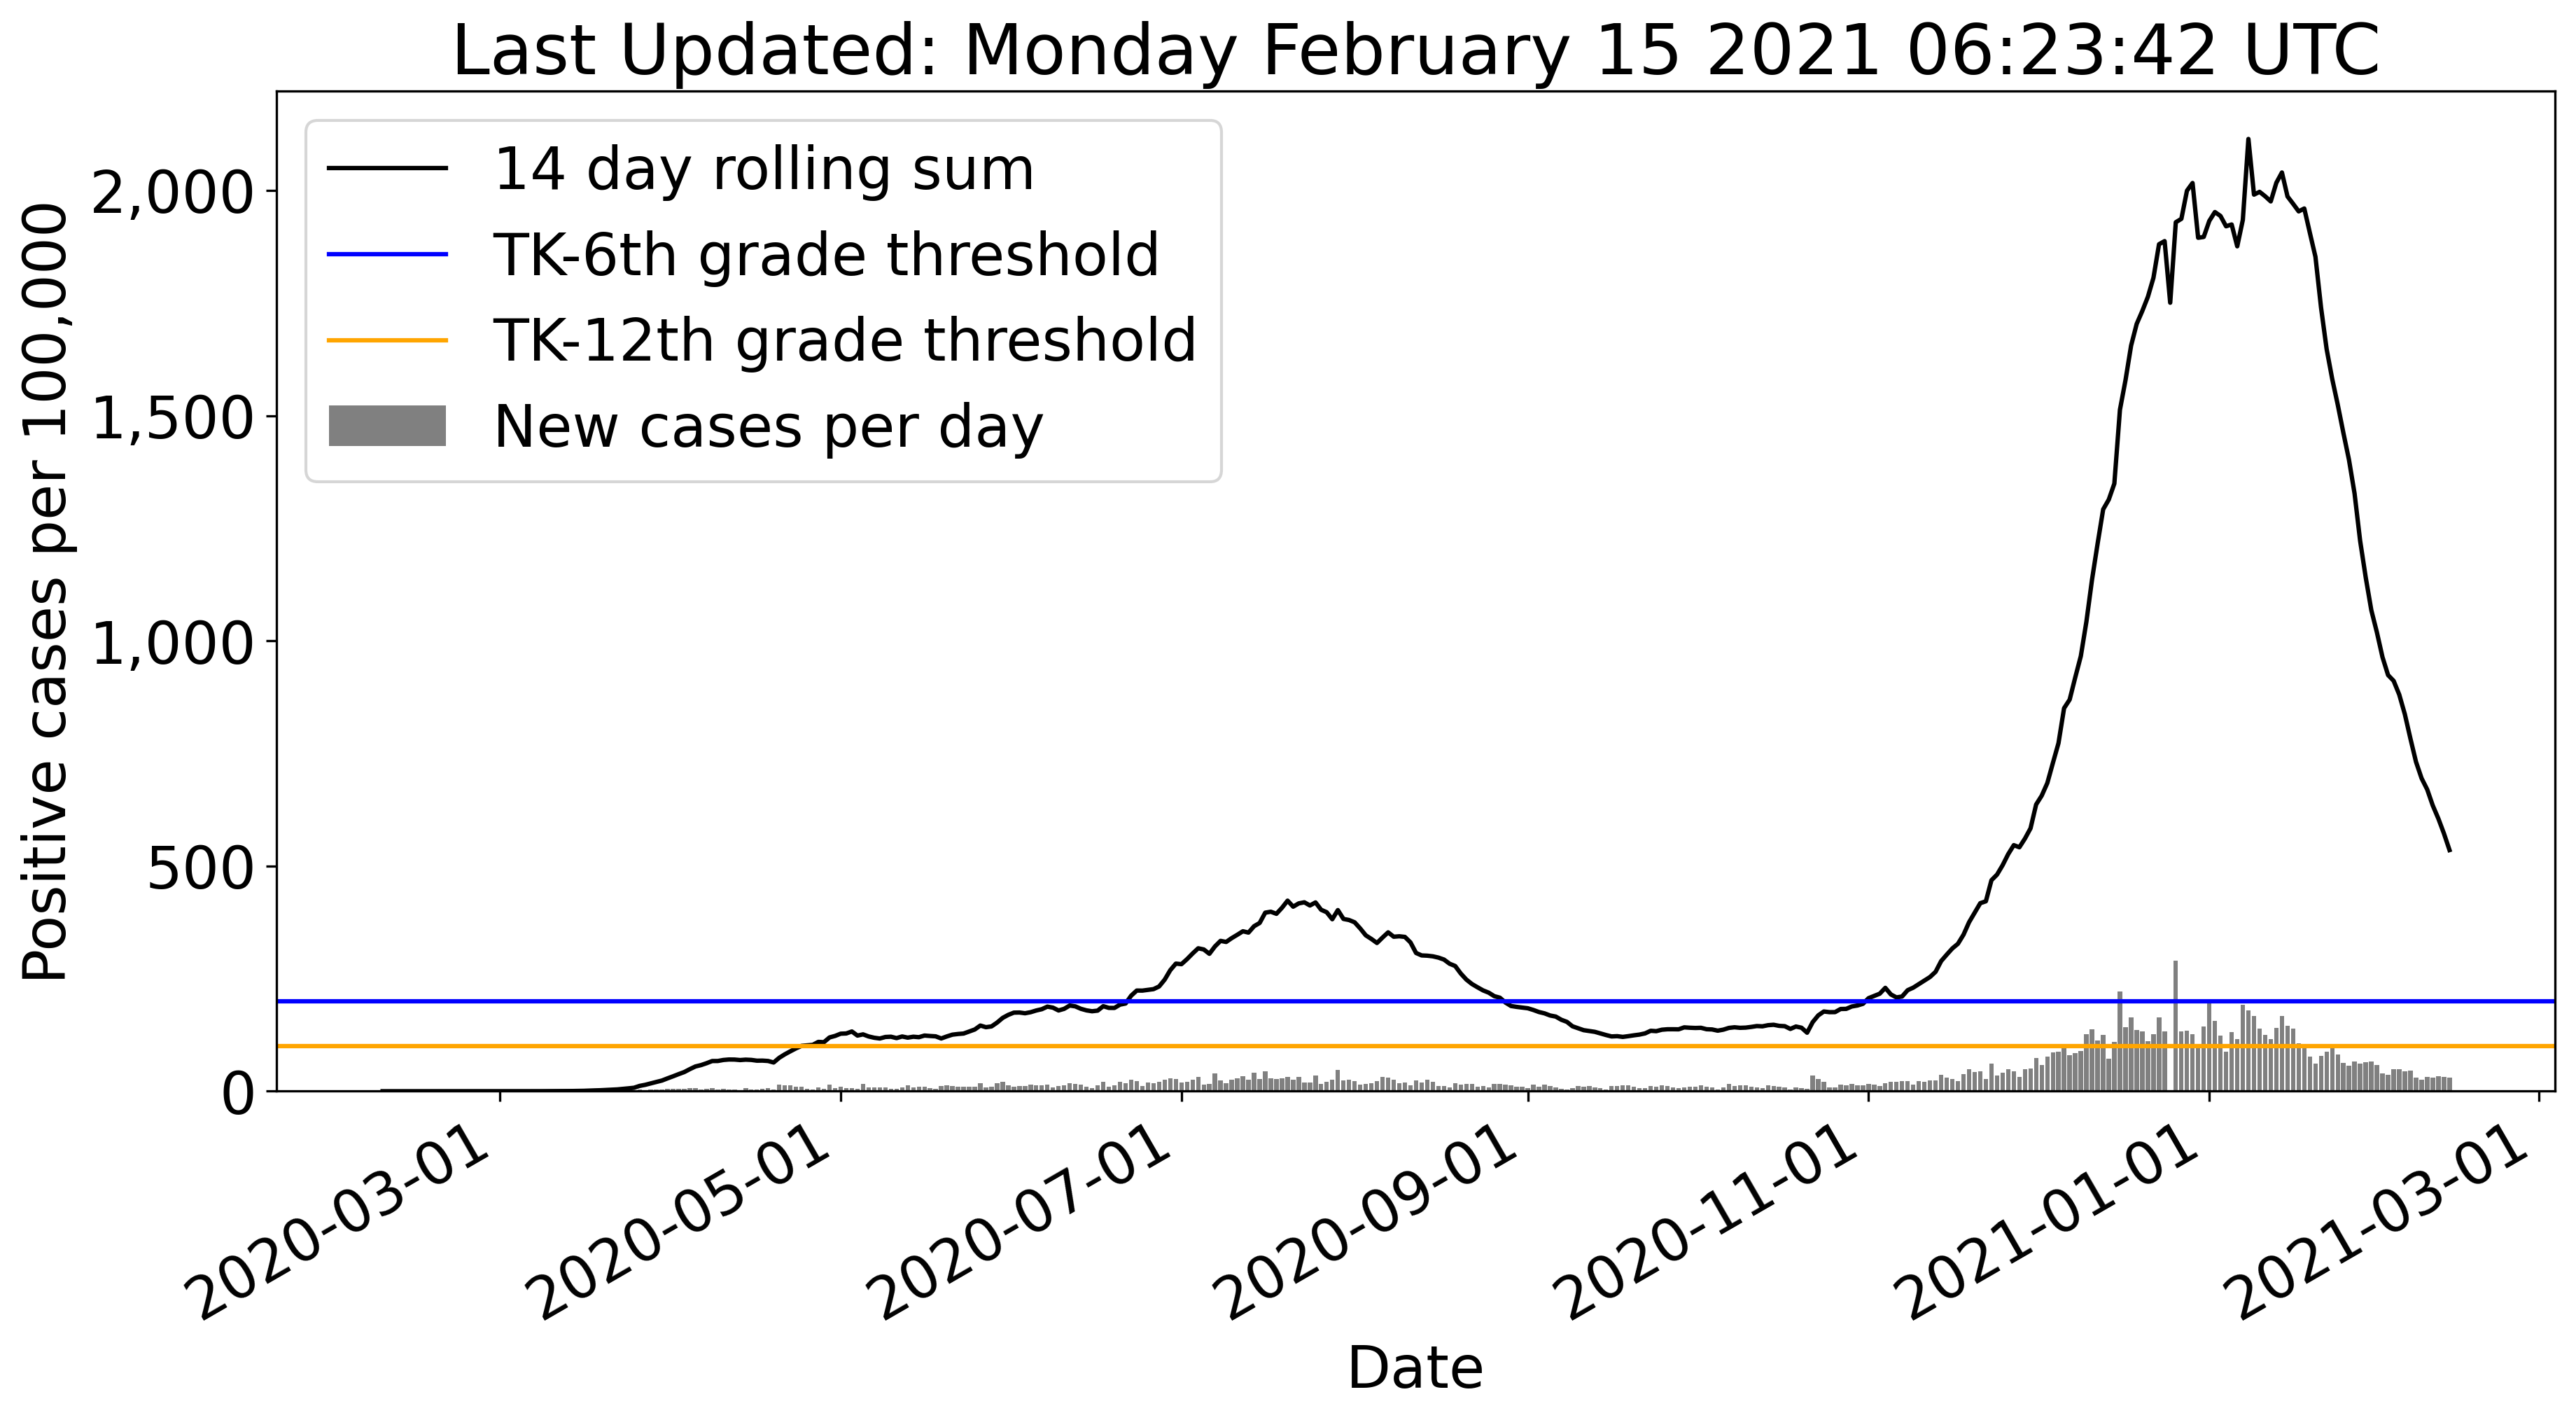 Last Updated: Monday February 15 2021 06:23:42 UTC
14 day rolling sum
TK-6th grade threshold
TK-12th grade threshold
New cases per day
Positive cases per 100,000
2,000
1,500
1,000
500
0
2020-03-01
2020-05-01
2020-07-01
2020-09-01
2020-11-01
2021-01-01
2021-03-01
Date